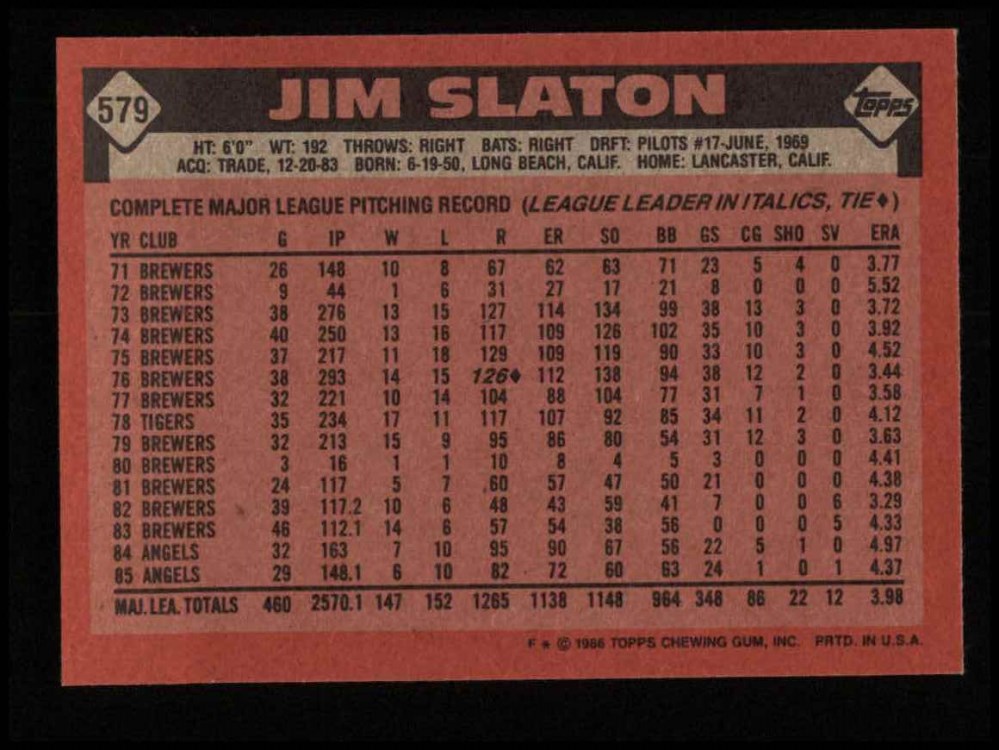 579 JIM SLATON Topps
HT: 6'0" WT: 192 THROWS: RIGHT BATS: RIGHT DRFT: PILOTS #17-JUNE, 1969
ACQ: TRADE, 12-20-83 BORN: 6-19-50, LONG BEACH, CALIF. HOME: LANCASTER, CALIF.
COMPLETE MAJOR LEAGUE PITCHING RECORD (LEAGUE LEADER IN ITALICS, TIE♦)
YR CLUB G IP W L R ER SO BB GS CG SHO SV ERA
71 BREWERS 26 148 10 8 67 62 63 71 23 5 4 0 3.77
72 BREWERS 9 44 1 6 31 27 17 21 8 0 0 0 5.52
73 BREWERS 38 276 13 15 127 114 134 99 38 13 3 0 3.72
74 BREWERS 40 250 13 16 117 109 126 102 35 10 3 0 3.92
75 BREWERS 37 217 11 18 129 109 119 90 33 10 3 0 4.52
76 BREWERS 38 293 14 15 126♦ 112 138 94 38 12 2 0 3.44
77 BREWERS 32 221 10 14 104 88 104 77 31 7 1 0 3.58
78 TIGERS 35 234 17 11 117 107 92 85 34 11 2 0 4.12
79 BREWERS 32 213 15 9 95 86 80 54 31 12 3 0 3.63
80 BREWERS 3 16 1 1 10 8 4 5 3 0 0 0 4.41
81 BREWERS 24 117 5 7 60 57 47 50 21 0 0 0 4.38
82 BREWERS 39 117.2 10 6 48 43 59 41 7 0 0 6 3.29
83 BREWERS 46 112.1 14 6 57 54 38 56 0 0 0 5 4.33
84 ANGELS 32 163 7 10 95 90 67 56 22 5 1 0 4.97
85 ANGELS 29 148.1 6 10 82 72 60 63 24 1 0 1 4.37
MAJ. LEA. TOTALS 460 2570.1 147 152 1265 1138 1148 964 348 86 22 12 3.98
F * © 1986 TOPPS CHEWING GUM, INC. PRTD. IN U.S.A.